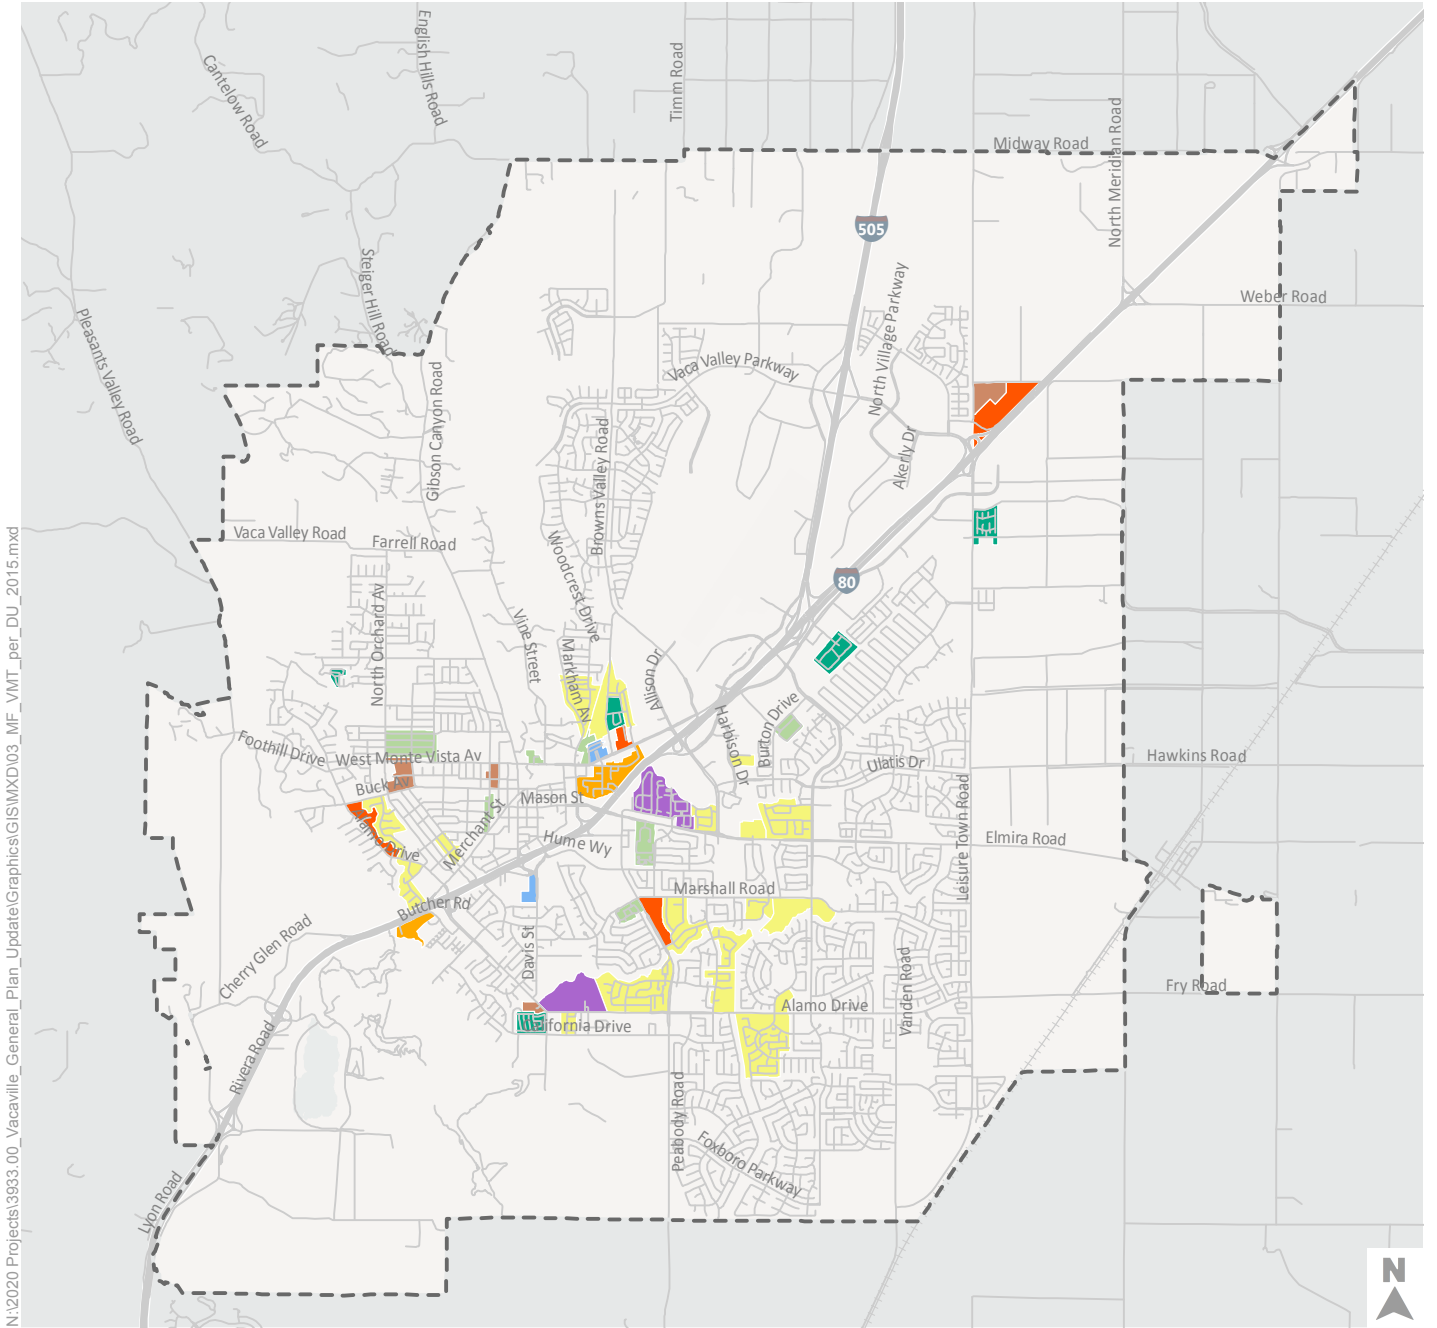 English Hills Road
Cantelow Road
Timm Road
Midway Road
North Meridian Road
505
Steiger Hill Road
North Village Parkway
Weber Road
Pleasants Valley Road
Vaca Valley Parkway
Gibson Canyon Road
Browns Valley Road
Akerly Dr
Vaca Valley Road
Farrell Road
Woodcrest Drive
80
North Orchard Av
Vine Street
Markham Av
Allison Dr
Harbison Dr
Burton Drive
Foothill Drive
West Monte Vista Av
Ulatis Dr
Hawkins Road
Buck Av
Mason St
Merchant St
Alamo Drive
Hume Wy
Elmira Road
Leisure Town Road
Marshall Road
Butcher Rd
Cherry Glen Road
Davis St
Vanden Road
Fry Road
Alamo Drive
California Drive
Rivera Road
Peabody Road
Foxboro Parkway
Lyon Road
N
N:\2020 Projects\3933.00_Vacaville_General_Plan_Update\Graphics\GIS\MXD\03_MF_VMT_per_DU_2015.mxd